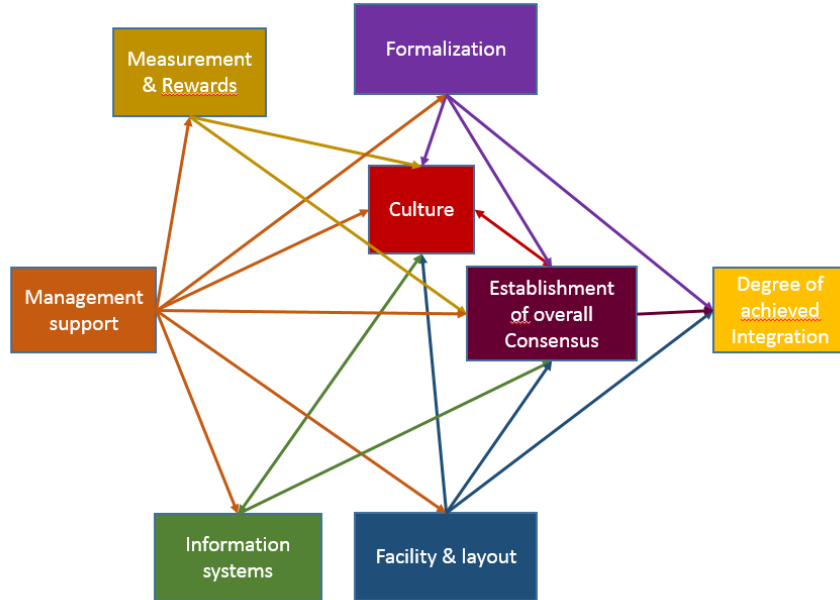 Formalization
Measurement
& Rewards
Culture
Management
support
Establishment
of overall
Consensus
Degree of
achieved
Integration
Information
systems
Facility & layout